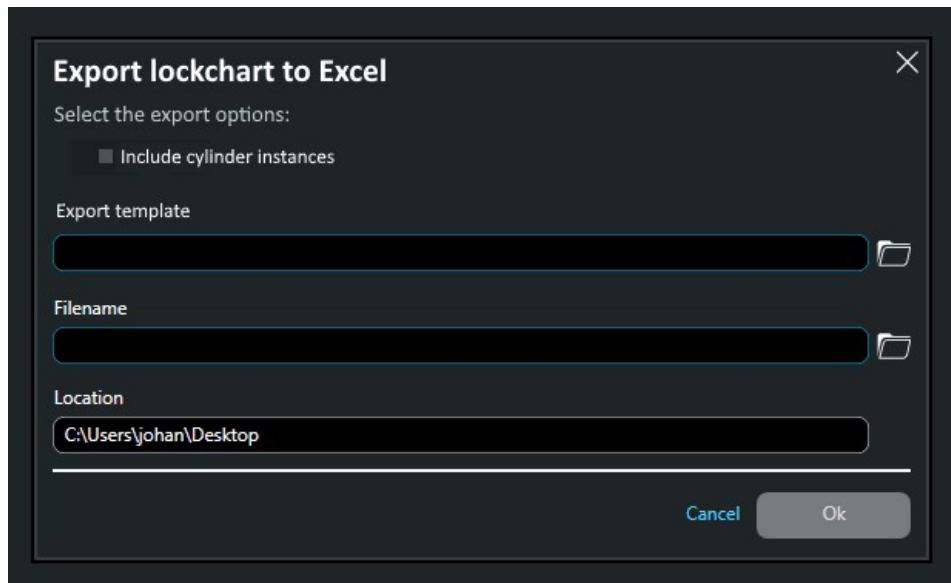 Export lockchart to Excel
Select the export options:
Include cylinder instances
Export template
Filename
Location
C:\Users\johan\Desktop
Cancel
Ok